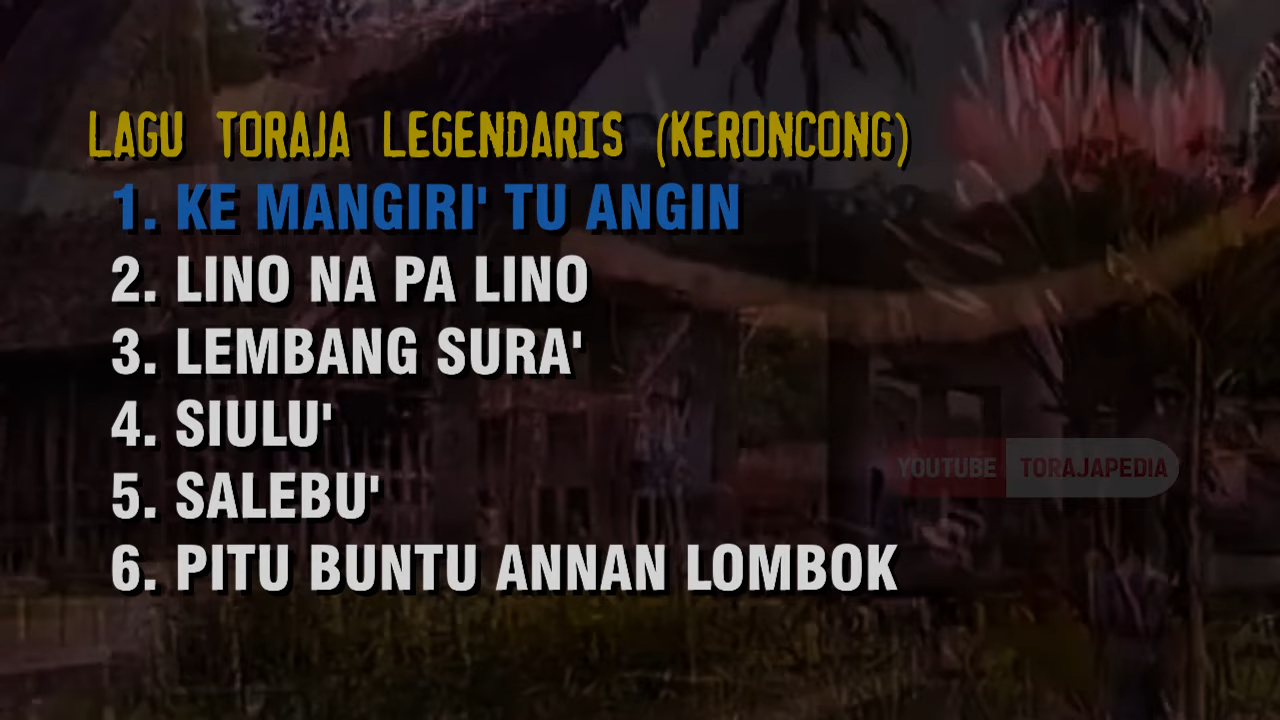 LAGU TORAJA LEGENDARIS (KERONCONG)
1. KE MANGIRI' TU ANGIN
2. LINO NA PA LINO
3. LEMBANG SURA'
4. SIULU'
5. SALEBU'
6. PITU BUNTU ANNAN LOMBOK
YOUTUBE TORAJAPEDIA